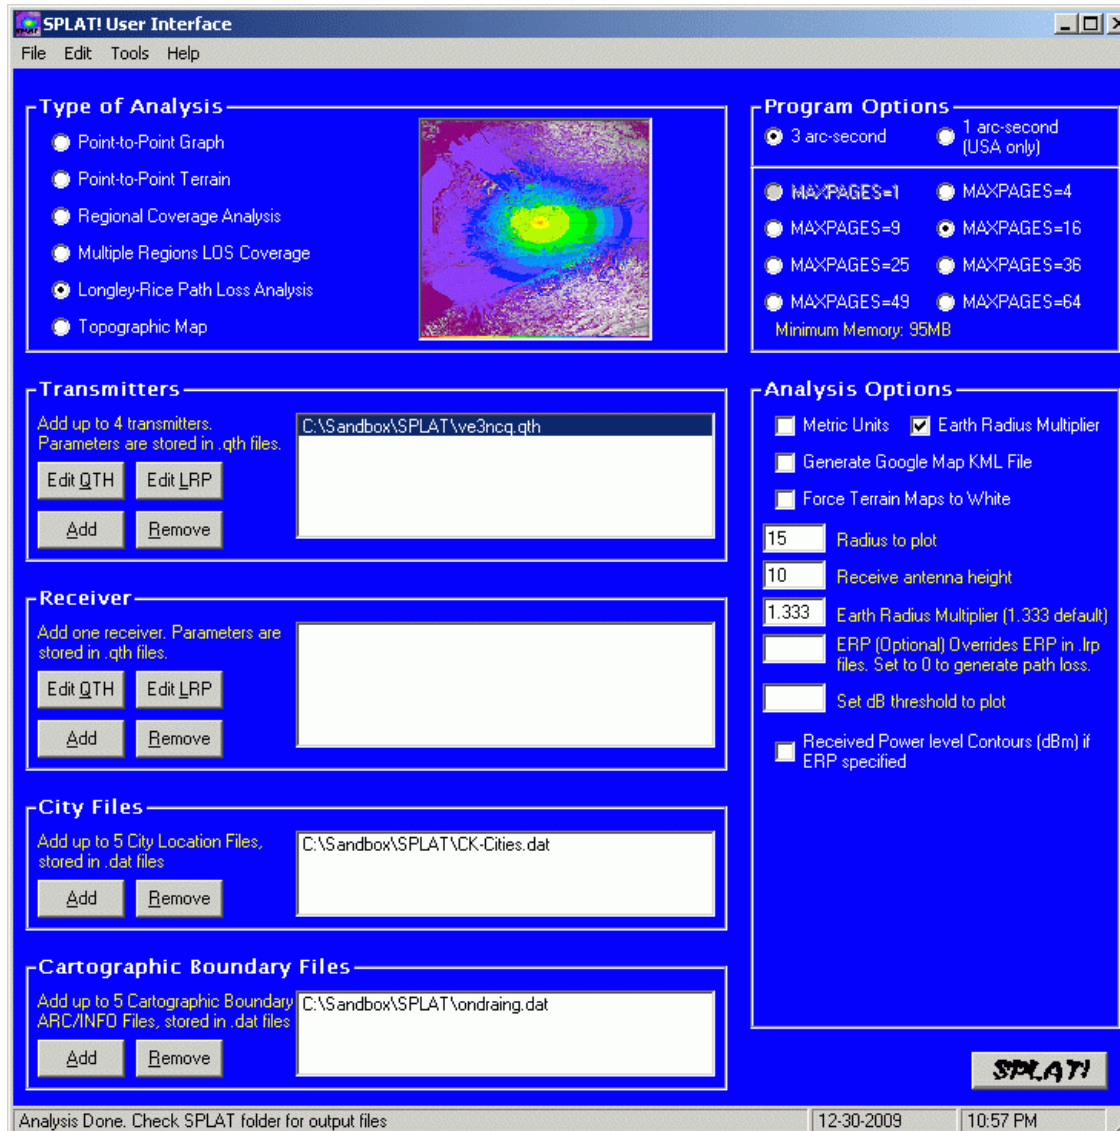 SPLAT! User Interface
File Edit Tools Help
Type of Analysis
Point-to-Point Graph
Point-to-Point Terrain
Regional Coverage Analysis
Multiple Regions LOS Coverage
Longley-Rice Path Loss Analysis
Topographic Map
Program Options
3 arc-second
1 arc-second
(USA only)
MAXPAGES=1
MAXPAGES=4
MAXPAGES=9
MAXPAGES=16
MAXPAGES=25
MAXPAGES=36
MAXPAGES=49
MAXPAGES=64
Minimum Memory: 95MB
Transmitters
Add up to 4 transmitters.
Parameters are stored in .qth files.
Edit QTH
Edit LRP
Add
Remove
C:\Sandbox\SPLAT\ve3ncq.qth
Receiver
Add one receiver. Parameters are
stored in .qth files.
Edit QTH
Edit LRP
Add
Remove
City Files
Add up to 5 City Location Files,
stored in .dat files
Add
Remove
C:\Sandbox\SPLAT\CK-Cities.dat
Cartographic Boundary Files
Add up to 5 Cartographic Boundary
ARC/INFO Files, stored in .dat files
Add
Remove
C:\Sandbox\SPLAT\ondraing.dat
Analysis Options
Metric Units
Earth Radius Multiplier
Generate Google Map KML File
Force Terrain Maps to White
15 Radius to plot
10 Receive antenna height
1.333 Earth Radius Multiplier (1.333 default)
ERP (Optional) Overrides ERP in .lrp
files. Set to 0 to generate path loss.
Set dB threshold to plot
Received Power level Contours (dBm) if
ERP specified
SPLAT!
Analysis Done. Check SPLAT folder for output files
12-30-2009
10:57 PM